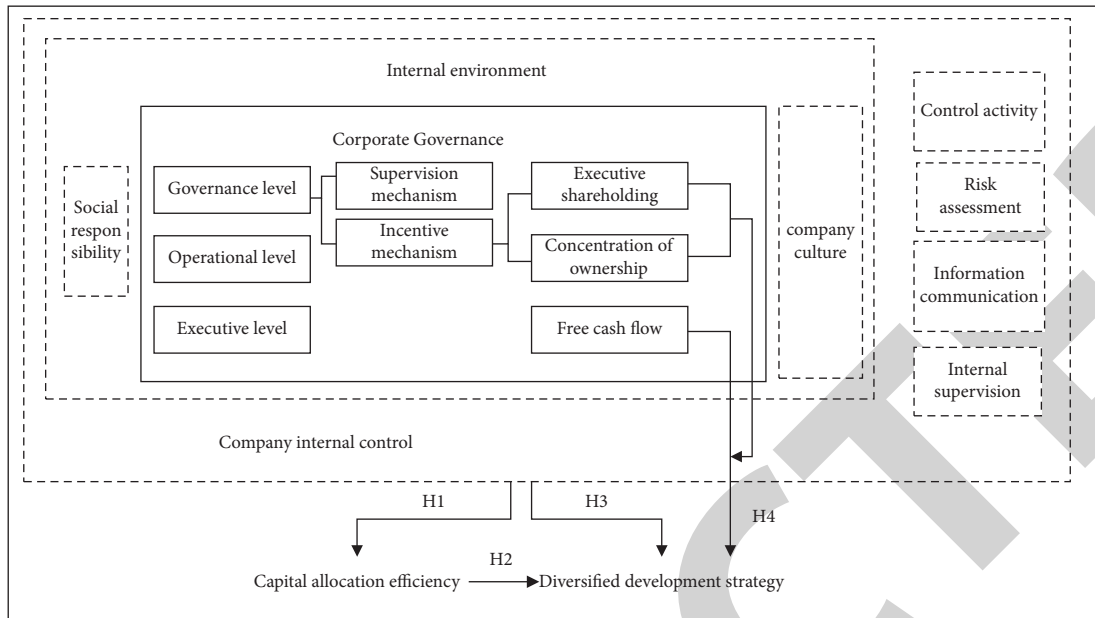 Internal environment
Corporate Governance
Social
respon
sibility
Governance level
Operational level
Executive level
Supervision
mechanism
Incentive
mechanism
Executive
shareholding
Concentration of
ownership
Free cash flow
company
culture
Control activity
Risk
assessment
Information
communication
Internal
supervision
Company internal control
H1
H3
H4
H2
Capital allocation efficiency
Diversified development strategy